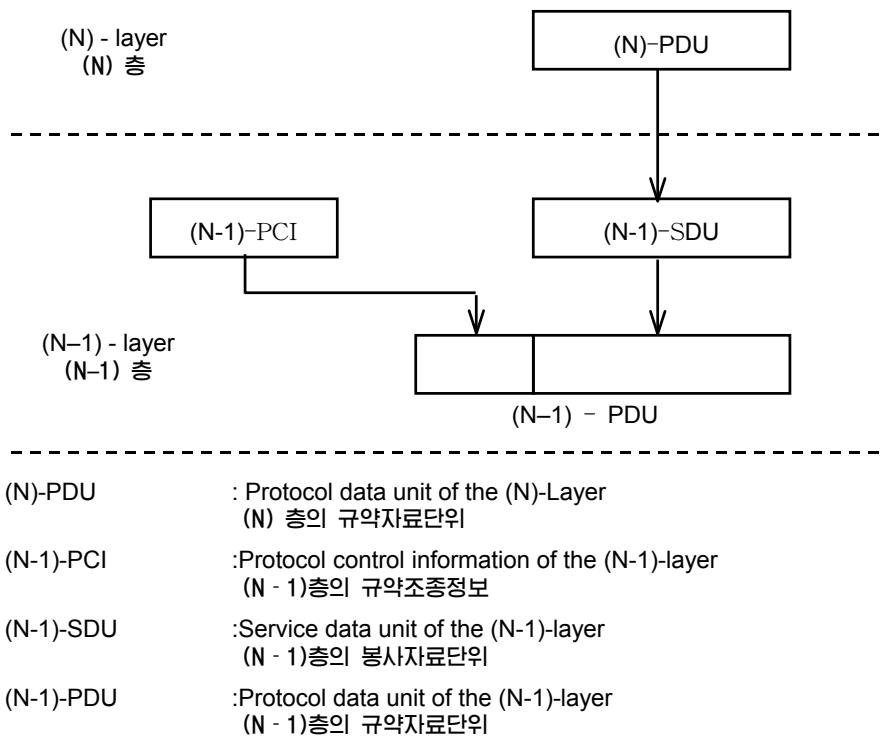 (N) - layer
(N) 층
(N)-PDU
(N-1)-PCI
(N-1)-SDU
(N–1) - layer
(N–1) 층
(N–1) - PDU
(N)-PDU : Protocol data unit of the (N)-Layer
(N) 층의 규약자료단위
(N-1)-PCI :Protocol control information of the (N-1)-layer
(N - 1)층의 규약조종정보
(N-1)-SDU :Service data unit of the (N-1)-layer
(N - 1)층의 봉사자료단위
(N-1)-PDU :Protocol data unit of the (N-1)-layer
(N - 1)층의 규약자료단위